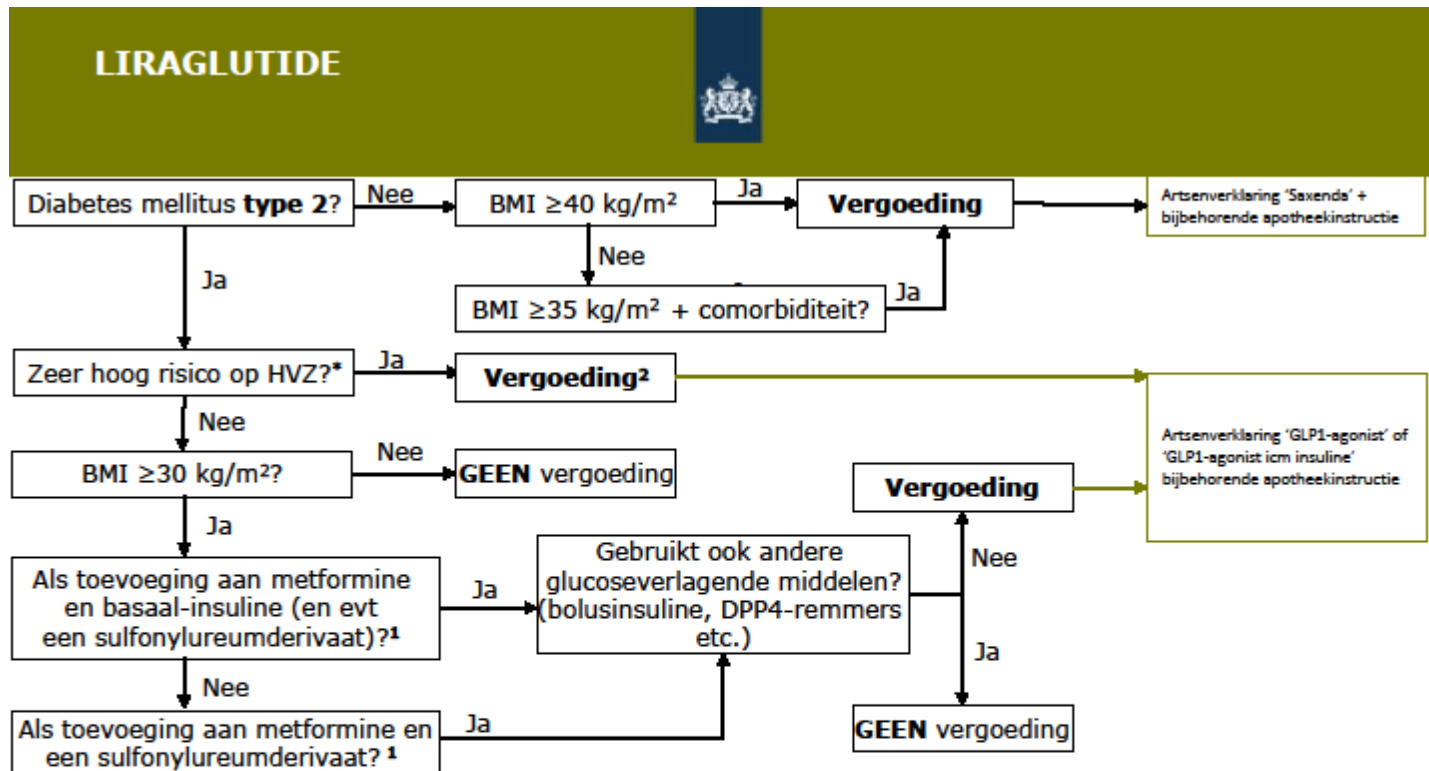 LIRAGLUTIDE
Diabetes mellitus type 2?
Nee
BMI ≥40 kg/m²
Ja
Vergoeding
Artsenverklaring ‘Saxenda’ +
bijbehorende apotheekinstructie
Ja
Nee
BMI ≥35 kg/m² + comorbiditeit?
Ja
Zeer hoog risico op HVZ?*
Ja
Vergoeding²
Nee
BMI ≥30 kg/m²?
Nee
GEEN vergoeding
Vergoeding
Artsenverklaring ‘GLP1-agonist’ of
‘GLP1-agonist icm insuline’
bijbehorende apotheekinstructie
Ja
Als toevoeging aan metformine
en basaal-insuline (en evt
een sulfonylureumderivaat)?¹
Ja
Gebruikt ook andere
glucoseverlagende middelen?
(bolusinsuline, DPP4-remmers
etc.)
Nee
Ja
GEEN vergoeding
Nee
Als toevoeging aan metformine en
een sulfonylureumderivaat? ¹
Ja